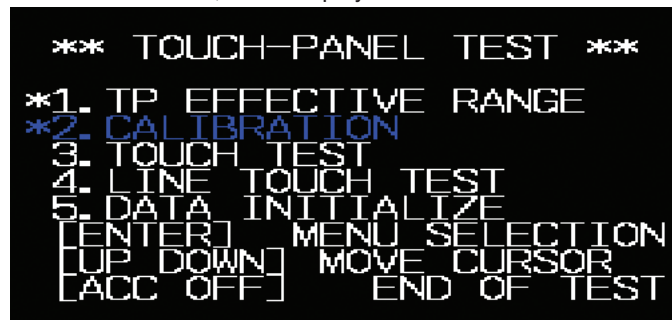 ** TOUCH-PANEL TEST **
*1. TP EFFECTIVE RANGE
*2. CALIBRATION
3. TOUCH TEST
4. LINE TOUCH TEST
5. DATA INITIALIZE
[ENTER] MENU SELECTION
[UP DOWN] MOVE CURSOR
[ACC OFF] END OF TEST